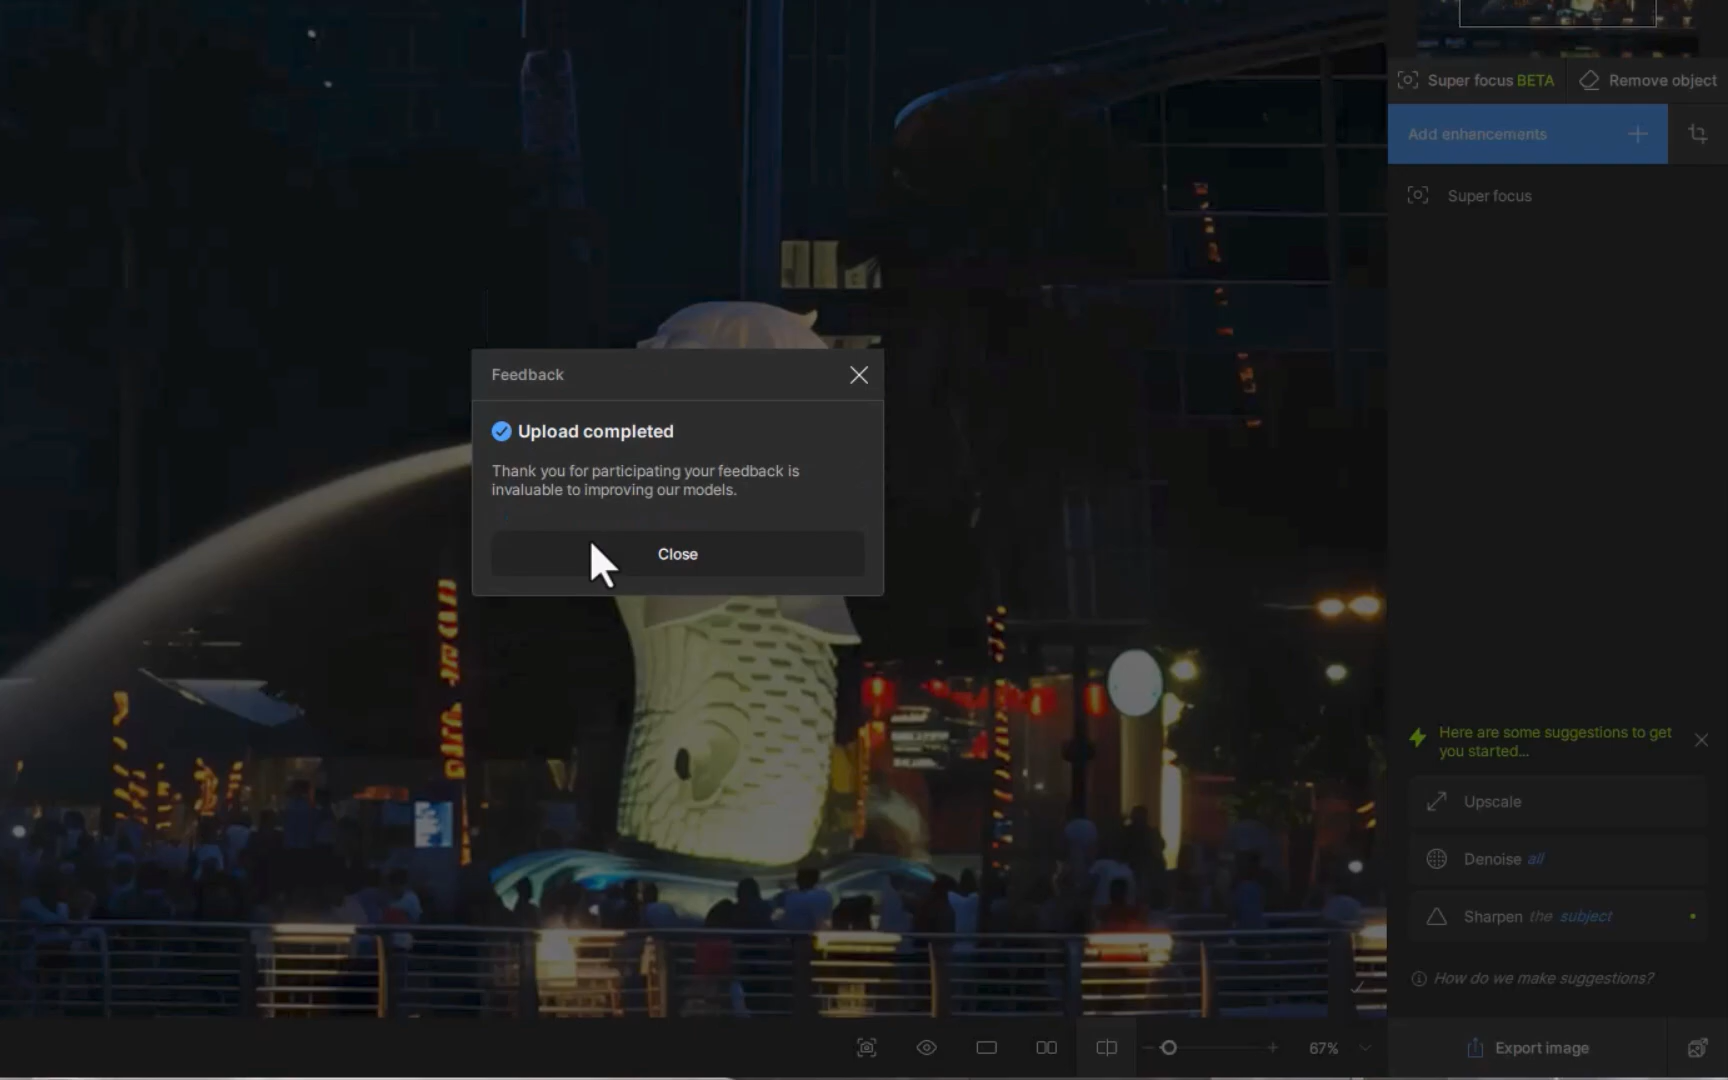 Super focus BETA
Remove object
Add enhancements
Super focus
Feedback
Upload completed
Thank you for participating your feedback is
invaluable to improving our models.
Close
Here are some suggestions to get
you started...
Upscale
Denoise all
Sharpen the subject
How do we make suggestions?
67%
Export image